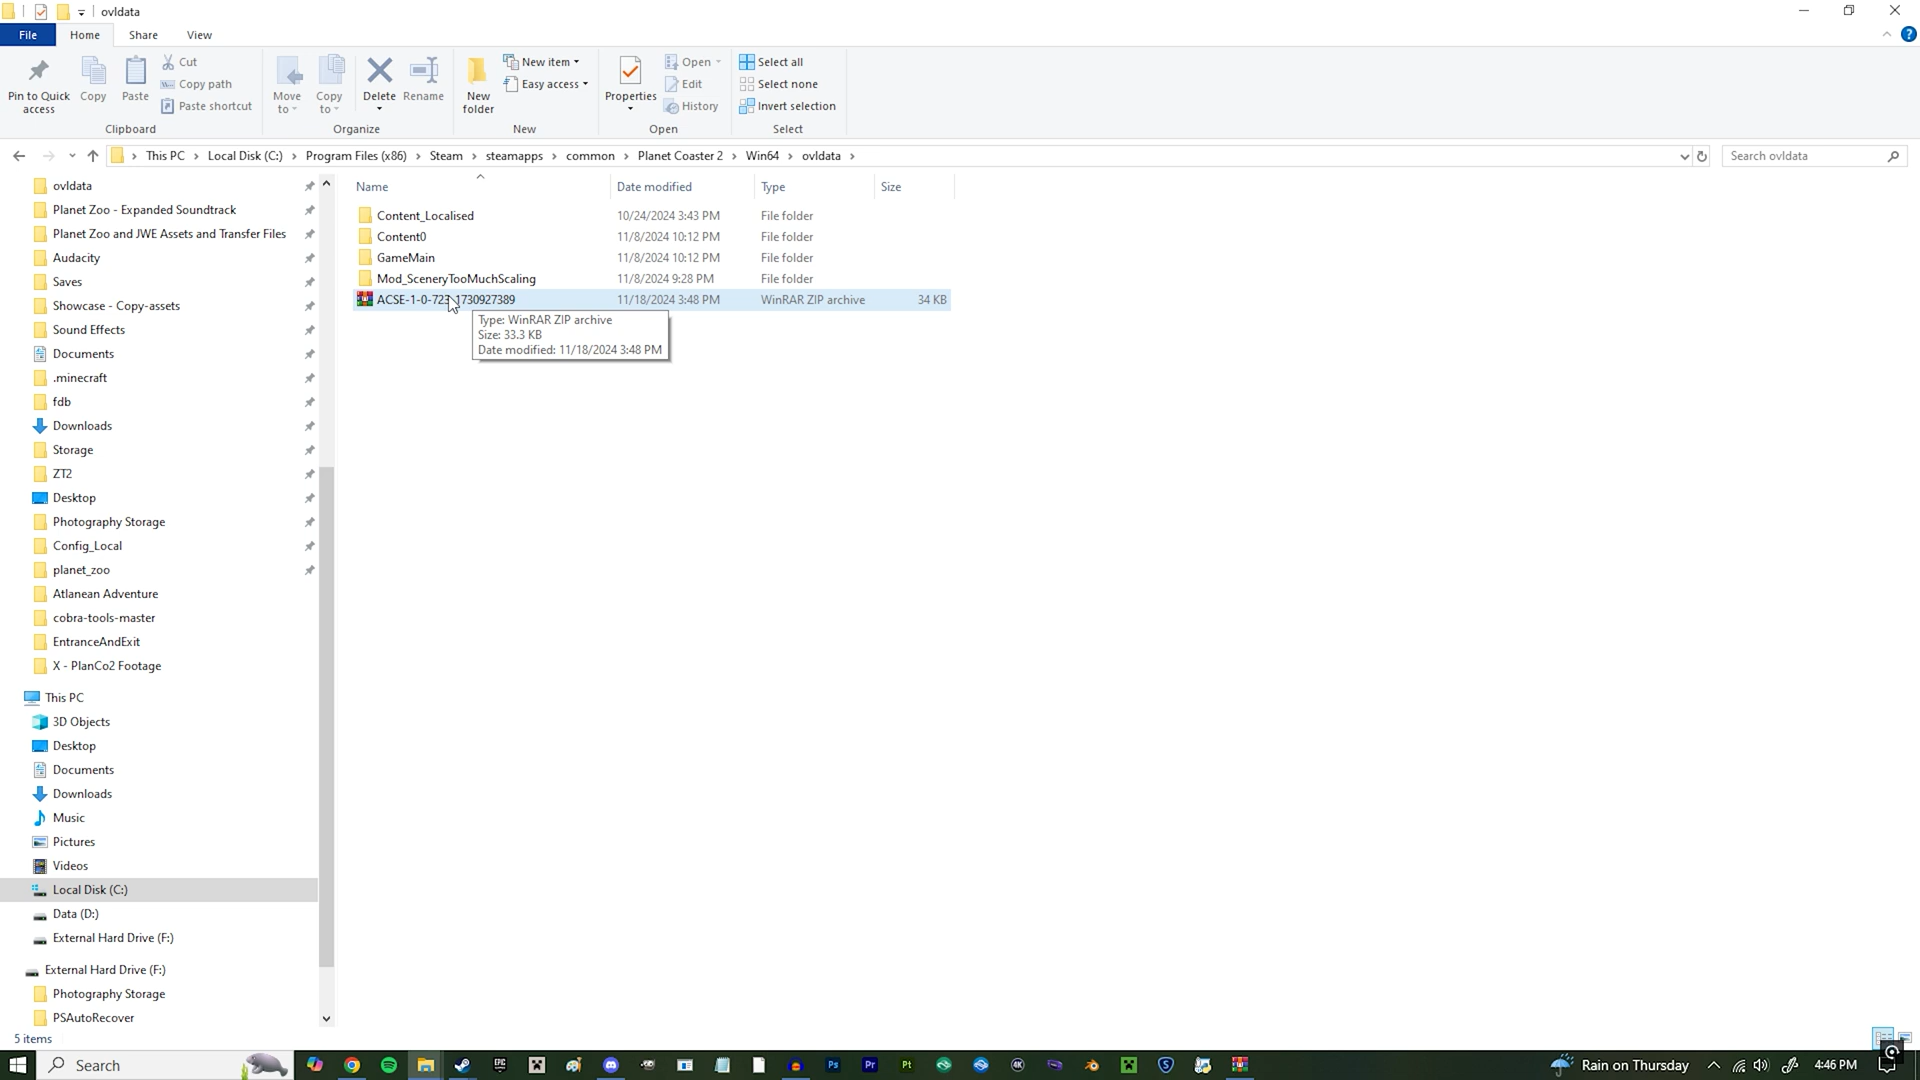 ovldata
File Home Share View
Pin to Quick access
Copy
Paste
Cut
Copy path
Paste shortcut
Clipboard
Move to
Copy to
Delete
Rename
Organize
New folder
New item
Easy access
New
Properties
Open
Edit
History
Open
Select all
Select none
Invert selection
Select
This PC > Local Disk (C:) > Program Files (x86) > Steam > steamapps > common > Planet Coaster 2 > Win64 > ovldata >
Search ovldata
ovldata
Planet Zoo - Expanded Soundtrack
Planet Zoo and JWE Assets and Transfer Files
Audacity
Saves
Showcase - Copy-assets
Sound Effects
Documents
.minecraft
fdb
Downloads
Storage
ZT2
Desktop
Photography Storage
Config_Local
planet_zoo
Atlanean Adventure
cobra-tools-master
EntranceAndExit
X - PlanCo2 Footage
This PC
3D Objects
Desktop
Documents
Downloads
Music
Pictures
Videos
Local Disk (C:)
Data (D:)
External Hard Drive (F:)
External Hard Drive (F:)
Photography Storage
PSAutoRecover
Name Date modified Type Size
Content_Localised 10/24/2024 3:43 PM File folder
Content0 11/8/2024 10:12 PM File folder
GameMain 11/8/2024 10:12 PM File folder
Mod_SceneryTooMuchScaling 11/8/2024 9:28 PM File folder
ACSE-1-0-723-1730927389 11/18/2024 3:48 PM WinRAR ZIP archive 34 KB
Type: WinRAR ZIP archive
Size: 33.3 KB
Date modified: 11/18/2024 3:48 PM
5 items
Search
EPIC
Ps
Pr
Pt
4K
S
Rain on Thursday
4:46 PM